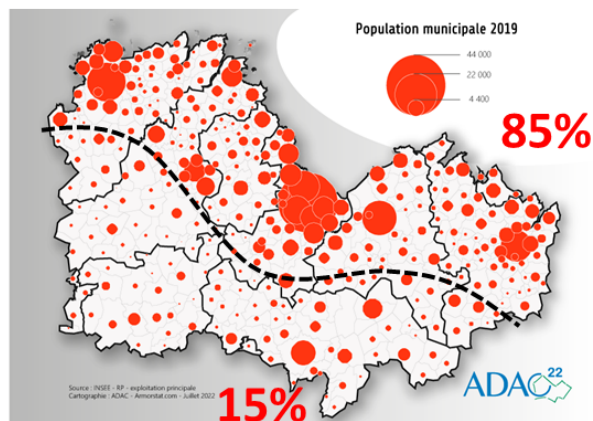 Population municipale 2019
44 000
22 000
4 400
85%
Source : INSEE - RP - exploitation principale
Cartographie : ADAC - Armorstat.com - Juillet 2022
15%
ADAC 22